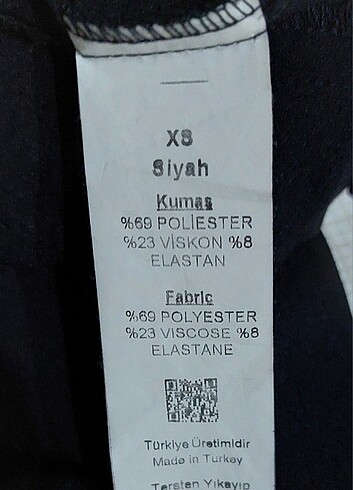 XS
Siyah
Kumaş
%69 POLİESTER
%23 VİSKON %8
ELASTAN
Fabric
%69 POLYESTER
%23 VISCOSE %8
ELASTANE
Türkiye Üretimidir
Made in Turkey
Tersten Yıkayıp